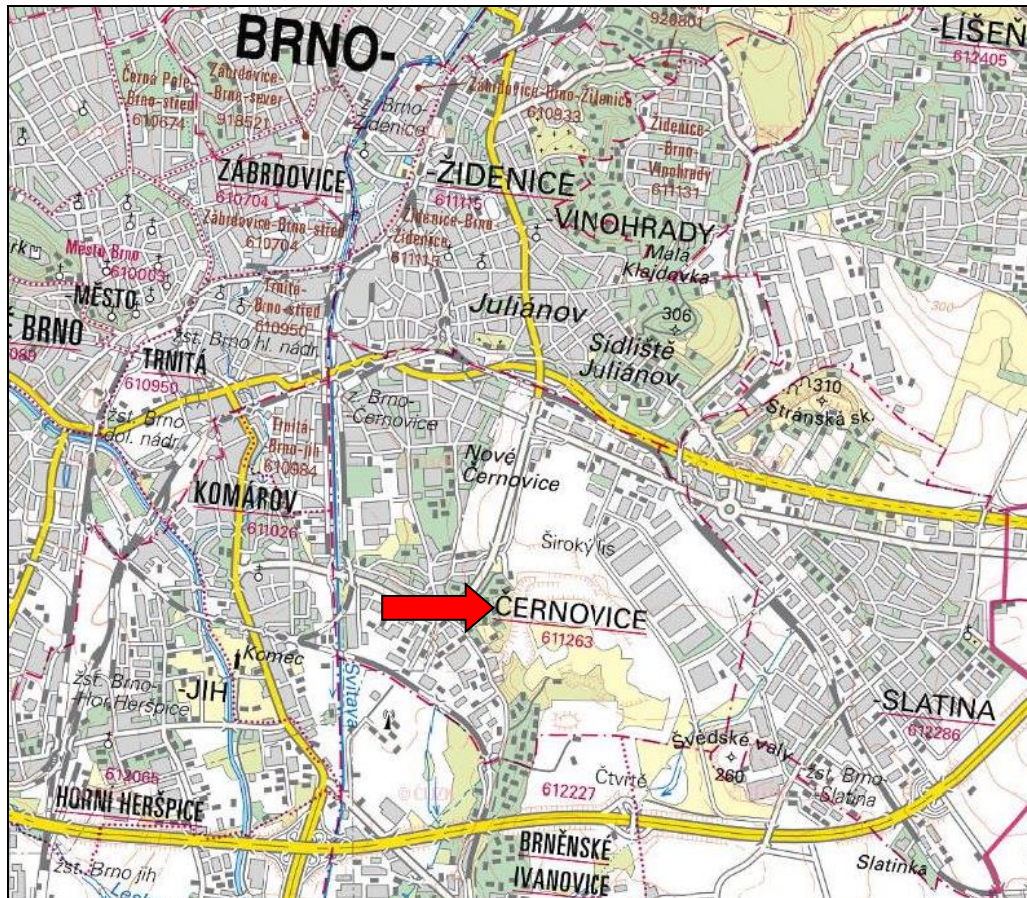 BRNO-
920801
-LÍŠEŇ
612405
Černá Pole-
-Brno-střed
610674
Zábrdovice-
-Brno-sever
918521
žst. Brno-
-Židenice
Zábrdovice-Brno-Židenice
610933
Židenice-
-Brno-
-Vinohrady
611131
ZÁBRDOVICE
610704
-ŽIDENICE
611115
Zábrdovice-Brno-střed
610704
Židenice-Brno-
-Židenice
611115
-VINOHRADY
Malá
Klajdovka
Město Brno
610003
-MĚSTO
Trnitá-
-Brno-střed
610950
Juliánov
306
300
Sídliště
Juliánov
BRNO
TRNITÁ
610950
žst. Brno hl. nádr.
310
Stránská sk.
žst. Brno
dol. nádr.
ž. Brno-
-Černovice
Trnitá-
-Brno-jih
610984
Nové
Černovice
KOMÁROV
611026
Široký lis
ČERNOVICE
611263
Komec
-JIH
žst. Brno-
-Hor. Heršpice
Svitava
-SLATINA
612286
Švédské valy
260
612065
HORNÍ HERŠPICE
Čtvrtě
612227
žst. Brno-
-Slatina
BRNĚNSKÉ
IVANOVICE
Slatinka
žst. Brno jih